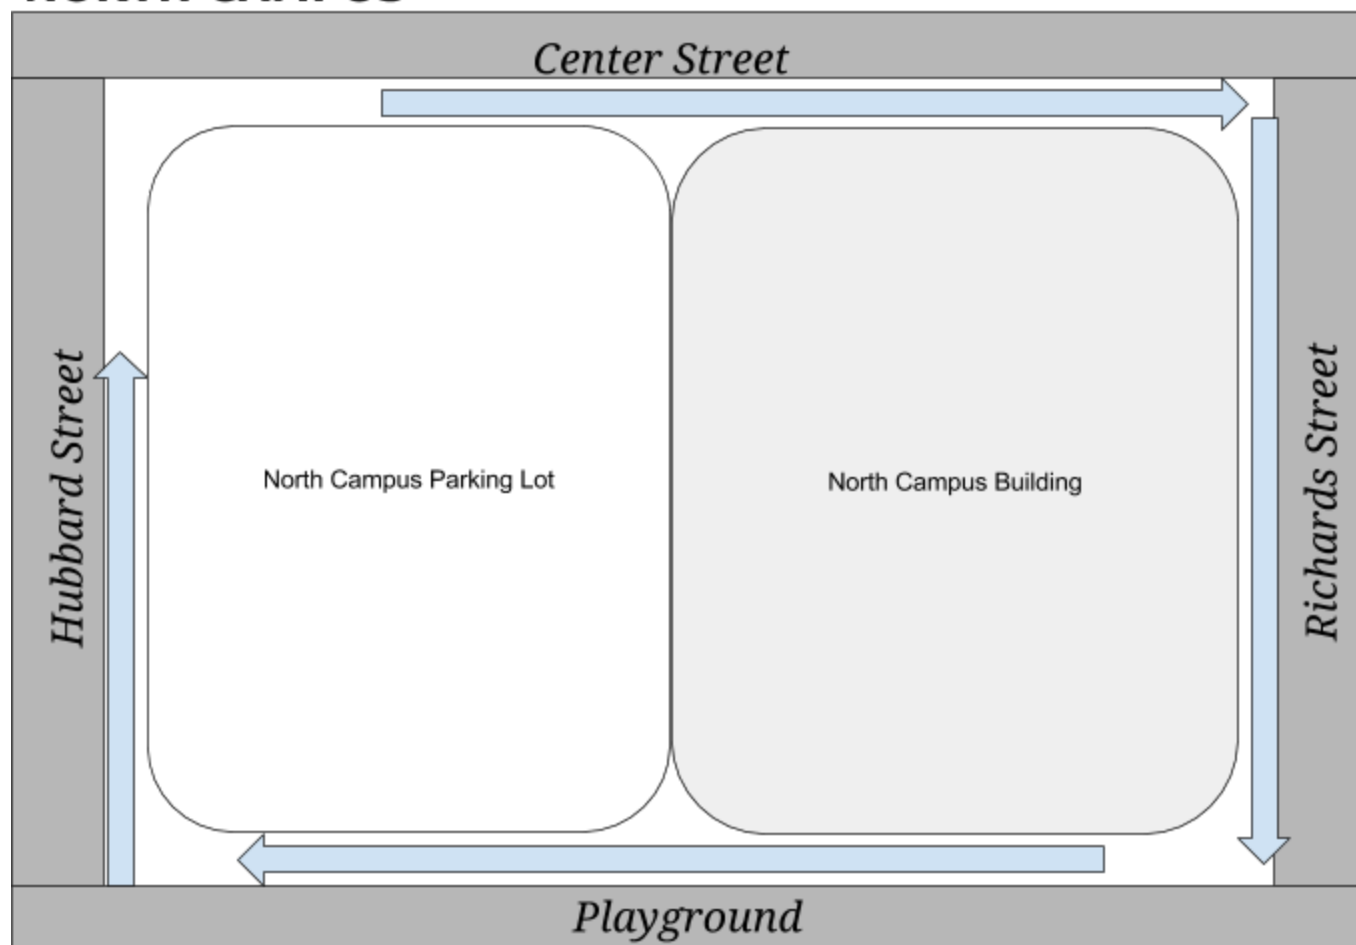 Center Street
Hubbard Street
North Campus Parking Lot
North Campus Building
Richards Street
Playground